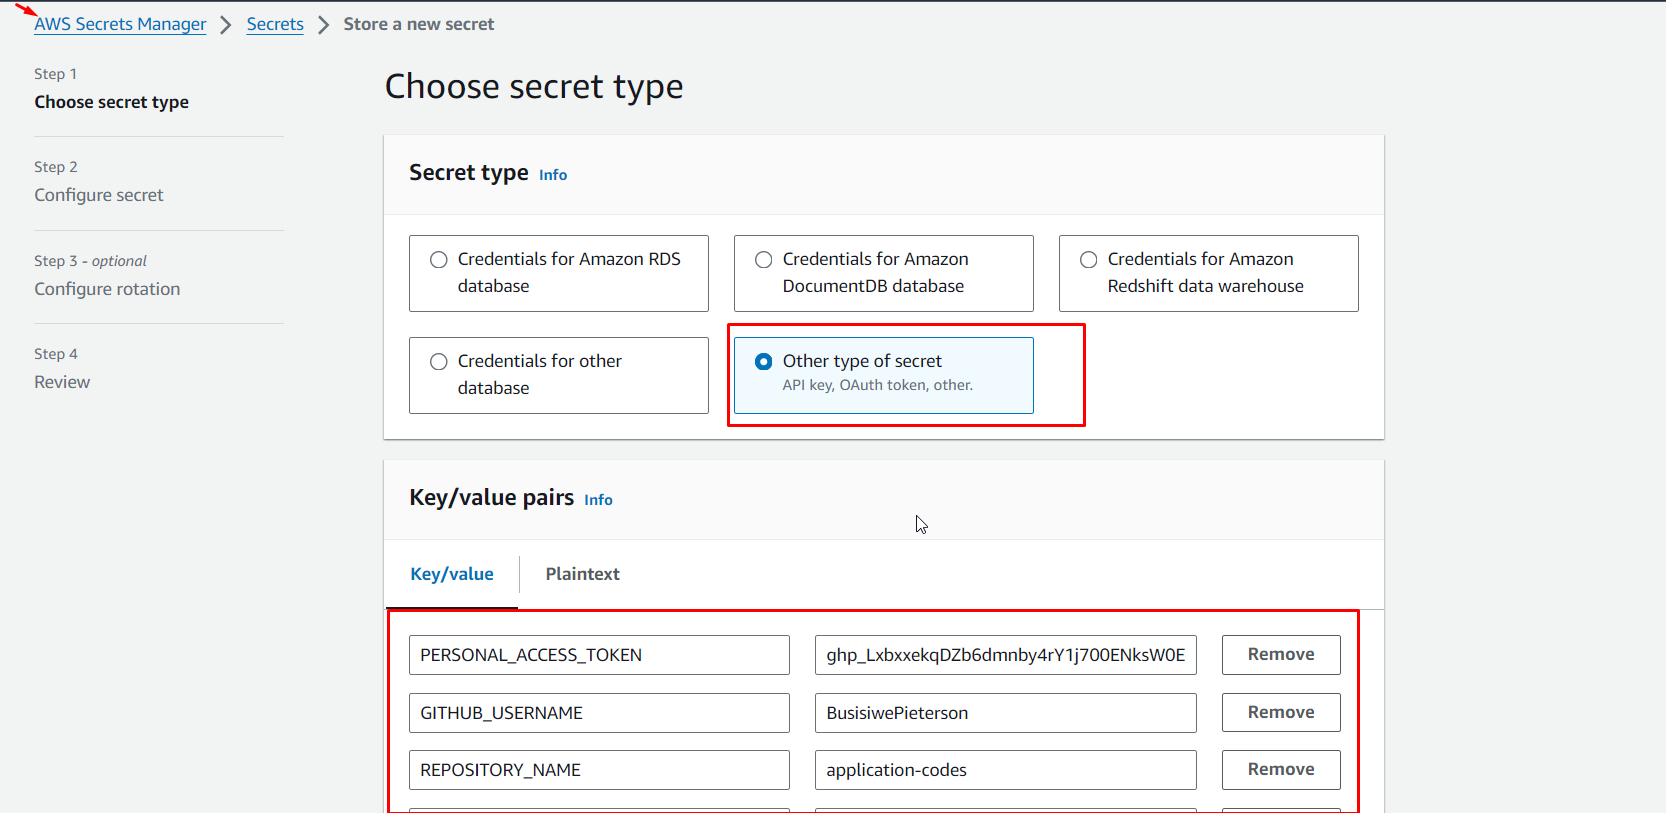 AWS Secrets Manager > Secrets > Store a new secret
Step 1
Choose secret type
Step 2
Configure secret
Step 3 - optional
Configure rotation
Step 4
Review
Choose secret type
Secret type Info
Credentials for Amazon RDS
database
Credentials for Amazon
DocumentDB database
Credentials for Amazon
Redshift data warehouse
Credentials for other
database
Other type of secret
API key, OAuth token, other.
Key/value pairs Info
Key/value Plaintext
PERSONAL_ACCESS_TOKEN ghp_LxbxxekqDZb6dmnby4rY1j700ENksW0E Remove
GITHUB_USERNAME BusisiwePieterson Remove
REPOSITORY_NAME application-codes Remove